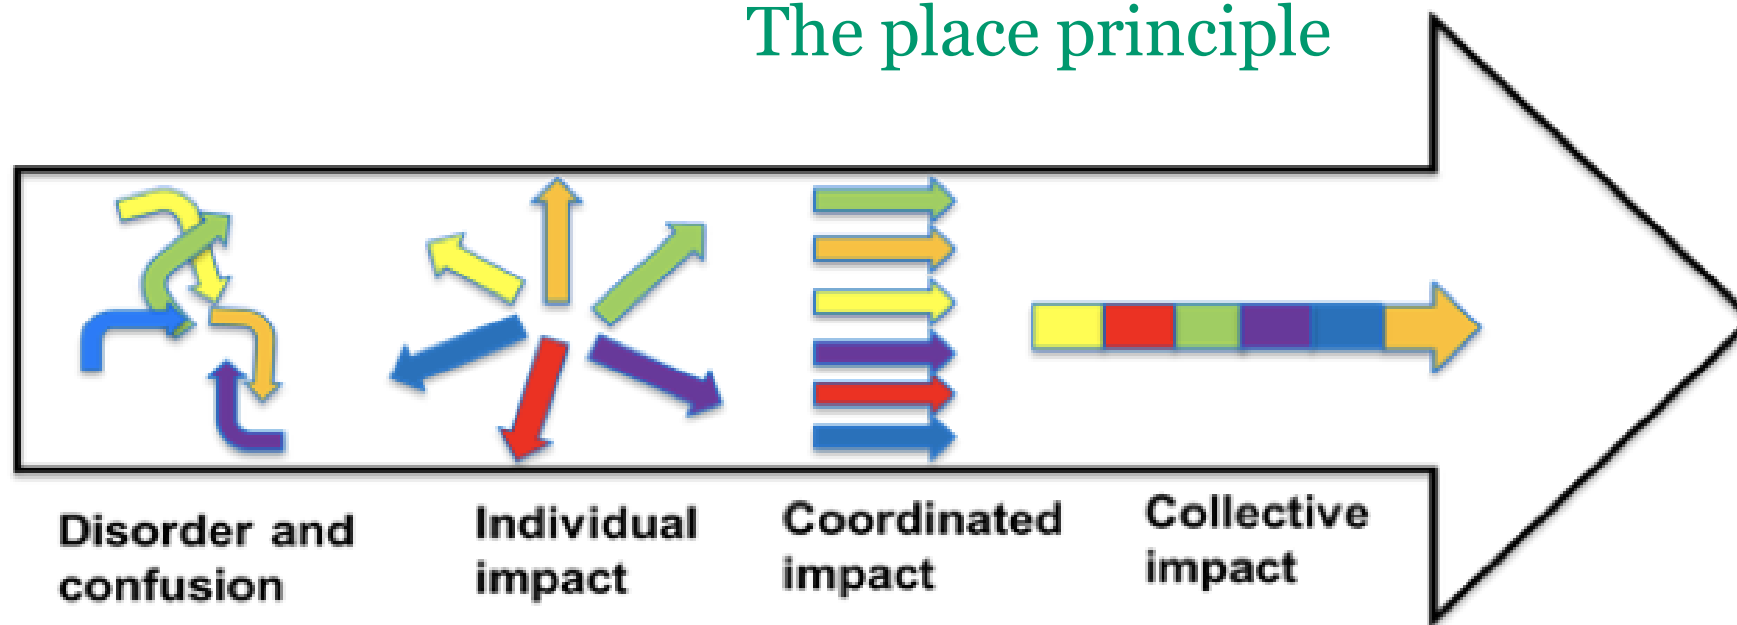 The place principle
Disorder and
confusion
Individual
impact
Coordinated
impact
Collective
impact